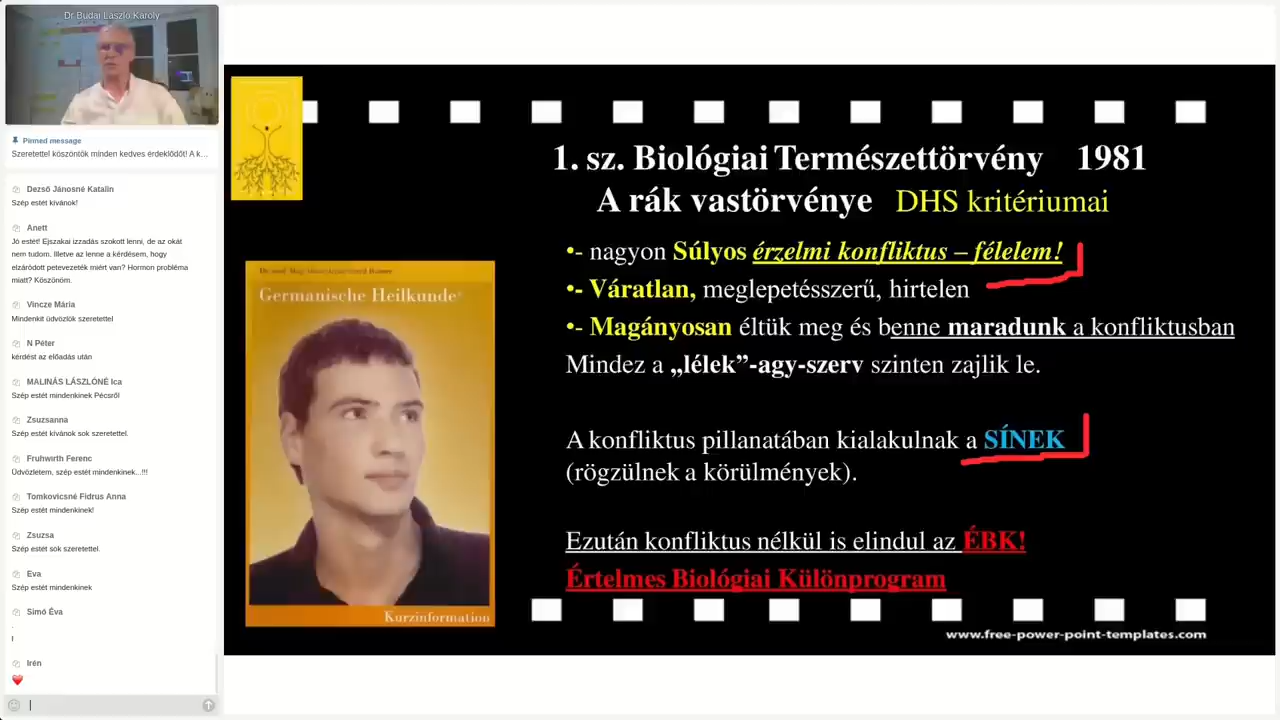 Dr Budai László Károly
Pinned message
Szeretettel köszöntök minden kedves érdeklődőt! A k…
Dezső Jánosné Katalin
Szép estét kívánok!
Anett
Jó estét! Éjszakai izzadás szokott lenni, de az okát
nem tudom. Illetve az lenne a kérdésem, hogy
elzáródott petevezeték miért van? Hormon probléma
miatt? Köszönöm.
Vincze Mária
Mindenkit üdvözlök szeretettel
N Péter
kérdést az előadás után
MALINÁS LÁSZLÓNÉ Ica
Szép estét mindenkinek Pécsről
Zsuzsanna
Szép estét kívánok sok szeretettel.
Fruhwirth Ferenc
Üdvözletem, szép estét mindenkinek...!!!
Tomkovicsné Fidrus Anna
Szép estét mindenkinek!
Zsuzsa
Szép estét sok szeretettel.
Eva
Szép estét mindenkinek
Simó Éva
.
I
Irén
❤️
1. sz. Biológiai Természettörvény 1981
A rák vastörvénye DHS kritériumai
•- nagyon Súlyos érzelmi konfliktus – félelem!
•- Váratlan, meglepetésszerű, hirtelen
•- Magányosan éltük meg és benne maradunk a konfliktusban
Mindez a „lélek”-agy-szerv szinten zajlik le.
A konfliktus pillanatában kialakulnak a SÍNEK
(rögzülnek a körülmények).
Ezután konfliktus nélkül is elindul az ÉBK!
Értelmes Biológiai Különprogram
Germanische Heilkunde®
Kurzinformation
www.free-power-point-templates.com